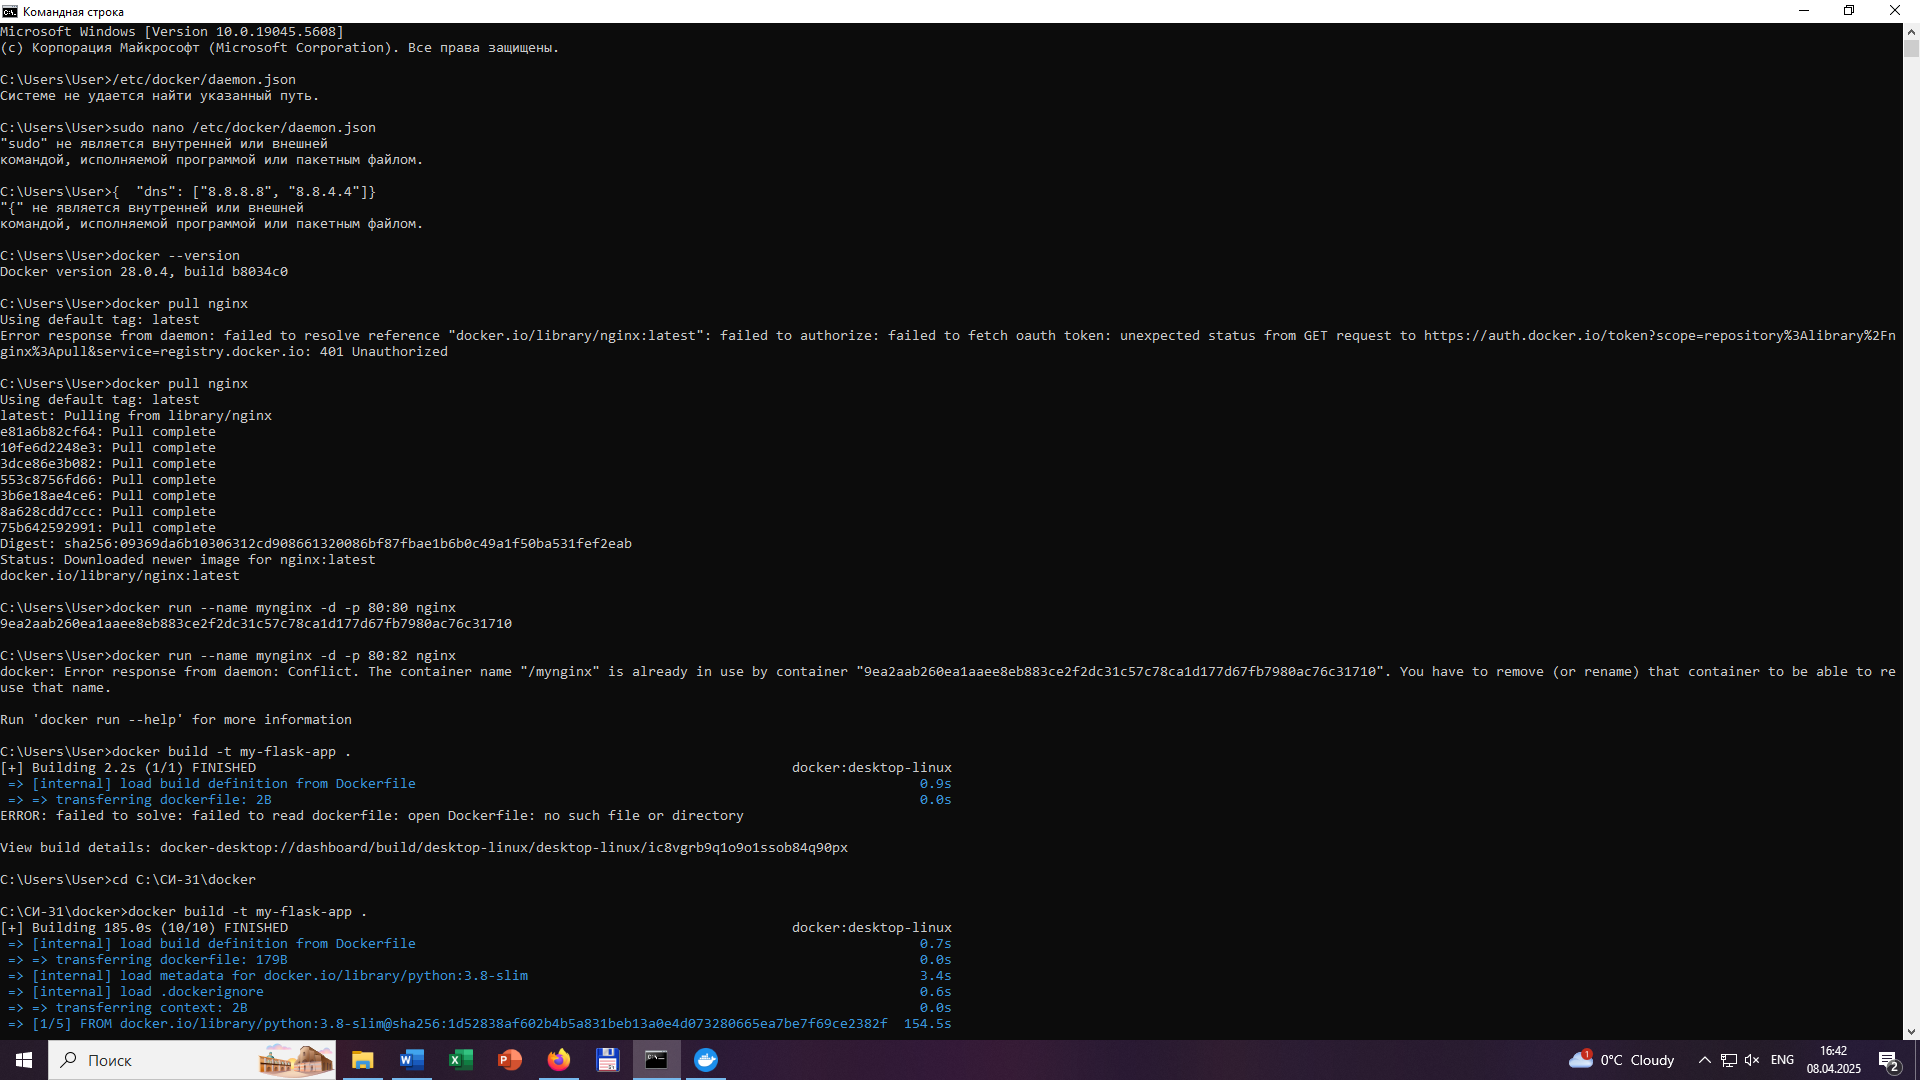 Командная строка
Microsoft Windows [Version 10.0.19045.5608]
(c) Корпорация Майкрософт (Microsoft Corporation). Все права защищены.
C:\Users\User>/etc/docker/daemon.json
Системе не удается найти указанный путь.
C:\Users\User>sudo nano /etc/docker/daemon.json
"sudo" не является внутренней или внешней
командой, исполняемой программой или пакетным файлом.
C:\Users\User>{  "dns": ["8.8.8.8", "8.8.4.4"]}
"{" не является внутренней или внешней
командой, исполняемой программой или пакетным файлом.
C:\Users\User>docker --version
Docker version 28.0.4, build b8034c0
C:\Users\User>docker pull nginx
Using default tag: latest
Error response from daemon: failed to resolve reference "docker.io/library/nginx:latest": failed to authorize: failed to fetch oauth token: unexpected status from GET request to https://auth.docker.io/token?scope=repository%3Alibrary%2Fn
ginx%3Apull&service=registry.docker.io: 401 Unauthorized
C:\Users\User>docker pull nginx
Using default tag: latest
latest: Pulling from library/nginx
e81a6b82cf64: Pull complete
10fe6d2248e3: Pull complete
3dce86e3b082: Pull complete
553c8756fd66: Pull complete
3b6e18ae4ce6: Pull complete
8a628cdd7ccc: Pull complete
75b642592991: Pull complete
Digest: sha256:09369da6b10306312cd908661320086bf87fbae1b6b0c49a1f50ba531fef2eab
Status: Downloaded newer image for nginx:latest
docker.io/library/nginx:latest
C:\Users\User>docker run --name mynginx -d -p 80:80 nginx
9ea2aab260ea1aaee8eb883ce2f2dc31c57c78ca1d177d67fb7980ac76c31710
C:\Users\User>docker run --name mynginx -d -p 80:82 nginx
docker: Error response from daemon: Conflict. The container name "/mynginx" is already in use by container "9ea2aab260ea1aaee8eb883ce2f2dc31c57c78ca1d177d67fb7980ac76c31710". You have to remove (or rename) that container to be able to re
use that name.
Run 'docker run --help' for more information
C:\Users\User>docker build -t my-flask-app .
[+] Building 2.2s (1/1) FINISHED docker:desktop-linux
=> [internal] load build definition from Dockerfile 0.9s
=> => transferring dockerfile: 2B 0.0s
ERROR: failed to solve: failed to read dockerfile: open Dockerfile: no such file or directory
View build details: docker-desktop://dashboard/build/desktop-linux/desktop-linux/ic8vgrb9q1o9o1ssob84q90px
C:\Users\User>cd C:\СИ-31\docker
C:\СИ-31\docker>docker build -t my-flask-app .
[+] Building 185.0s (10/10) FINISHED docker:desktop-linux
=> [internal] load build definition from Dockerfile 0.7s
=> => transferring dockerfile: 179B 0.0s
=> [internal] load metadata for docker.io/library/python:3.8-slim 3.4s
=> [internal] load .dockerignore 0.6s
=> => transferring context: 2B 0.0s
=> [1/5] FROM docker.io/library/python:3.8-slim@sha256:1d52838af602b4b5a831beb13a0e4d073280665ea7be7f69ce2382f 154.5s
Поиск
1
0°C Cloudy
ENG
16:42
08.04.2025
2